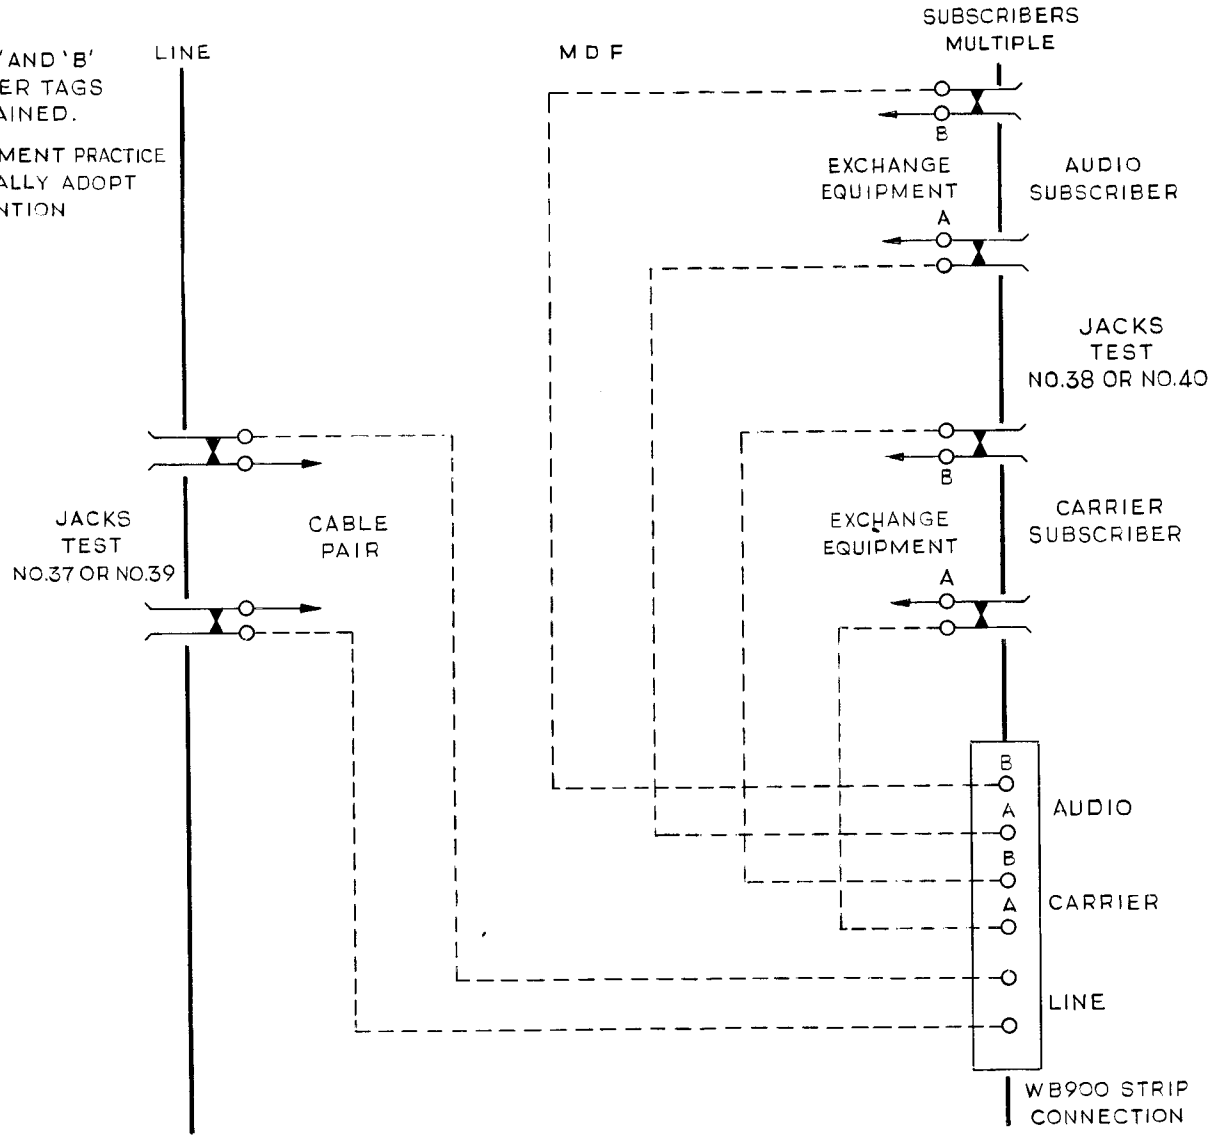 'AND 'B'
ER TAGS
AINED.
MENT PRACTICE
ALLY ADOPT
NTION
LINE
MDF
SUBSCRIBERS
MULTIPLE
B
EXCHANGE
EQUIPMENT
A
AUDIO
SUBSCRIBER
JACKS
TEST
NO.38 OR NO.40
B
EXCHANGE
EQUIPMENT
A
CARRIER
SUBSCRIBER
JACKS
TEST
NO.37 OR NO.39
CABLE
PAIR
B
A
AUDIO
B
A
CARRIER
LINE
WB900 STRIP
CONNECTION